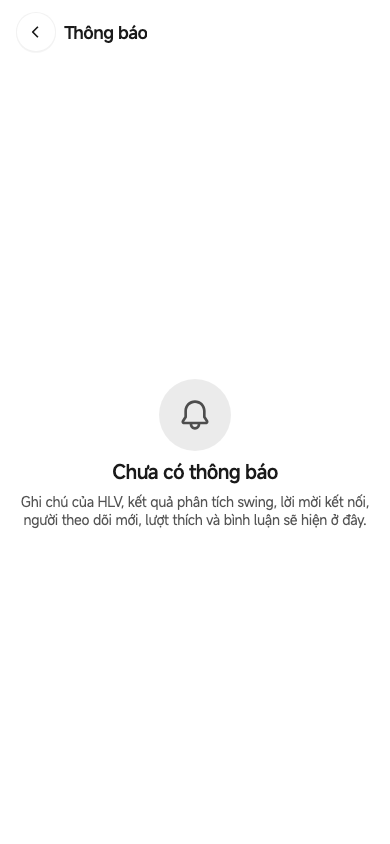 Thông báo
Chưa có thông báo
Ghi chú của HLV, kết quả phân tích swing, lời mời kết nối,
người theo dõi mới, lượt thích và bình luận sẽ hiện ở đây.